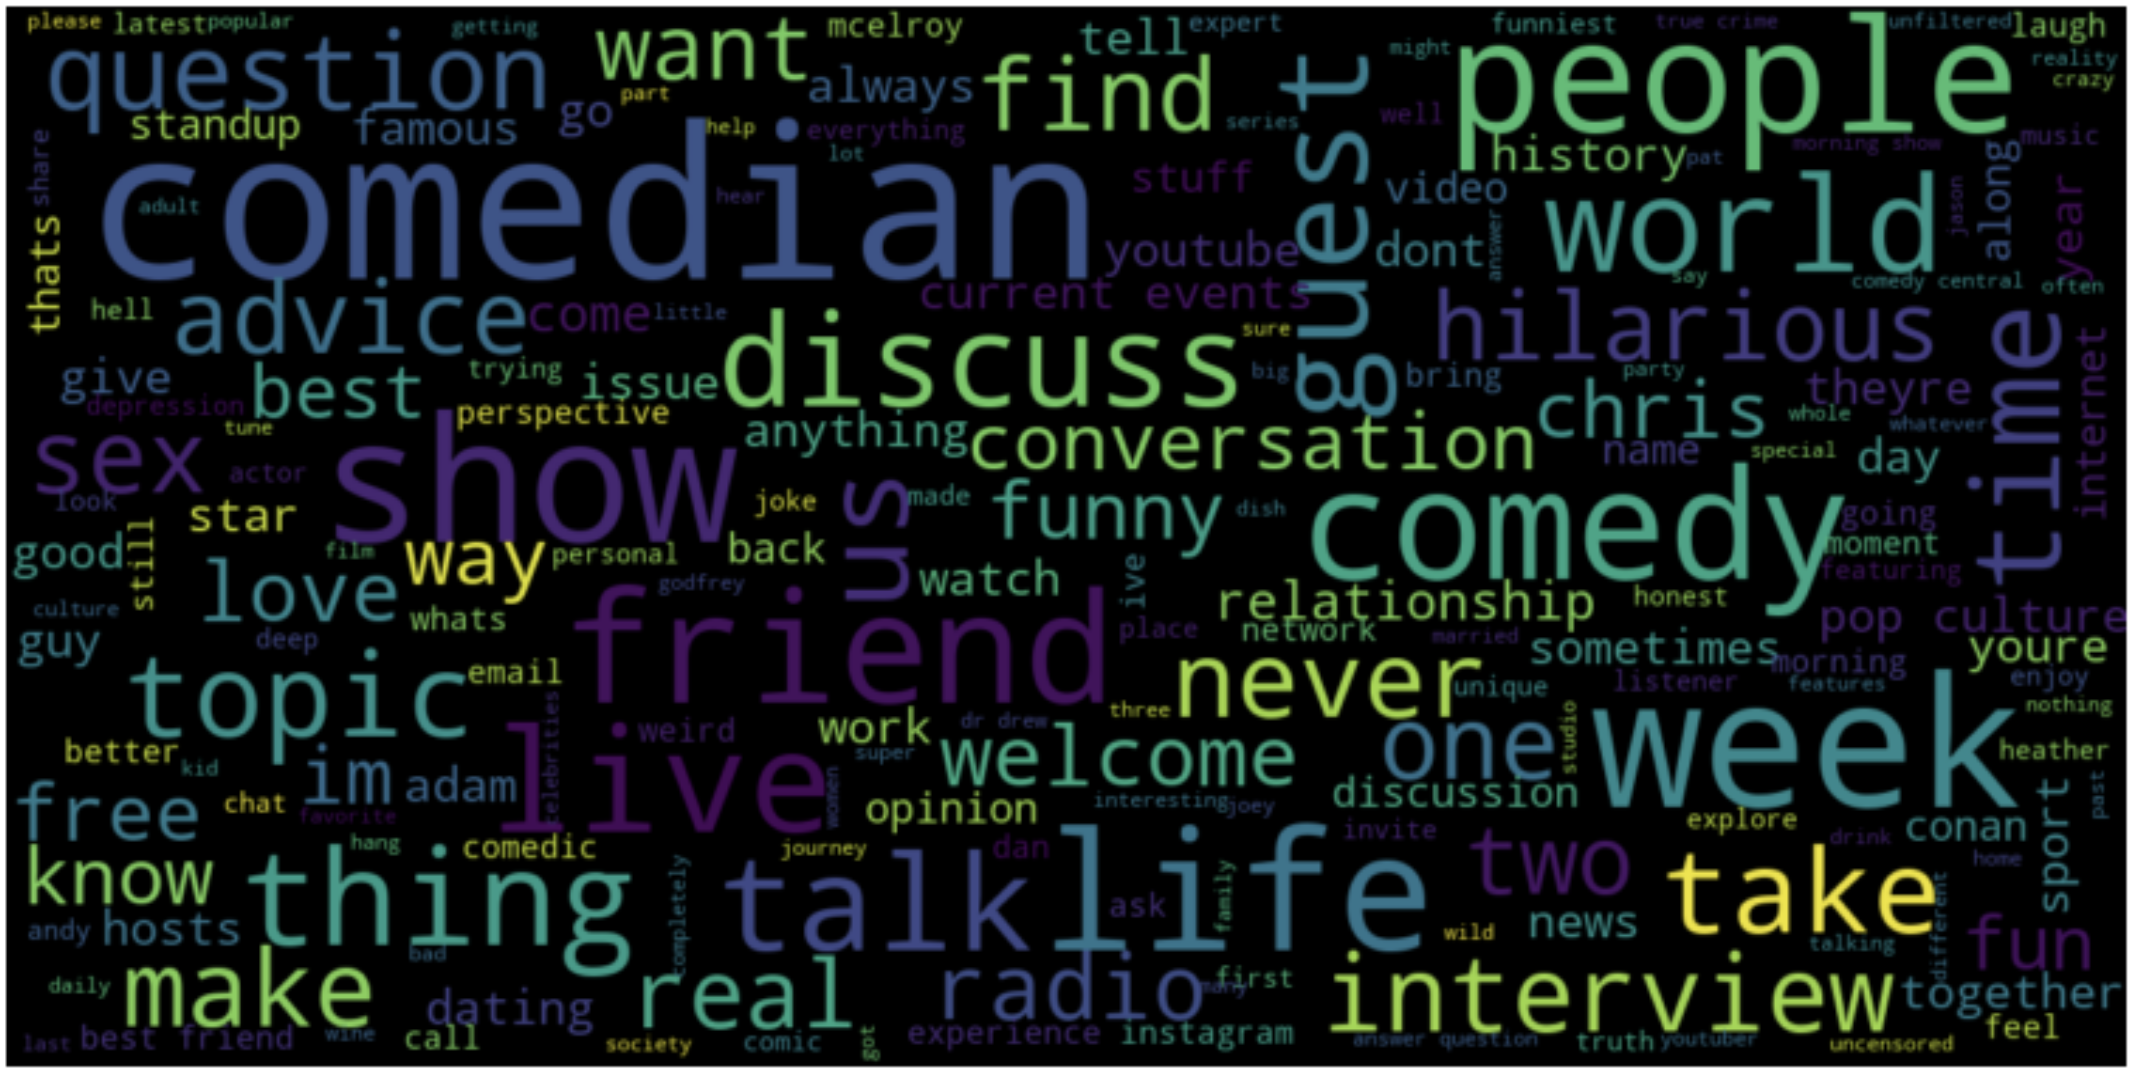 please
latest
popular
getting
want
mcelroy
tell
expert
funniest
true crime
unfiltered
laugh
question
always
find
might
people
reality
crazy
standup
famous
go
part
help
everything
series
guest
well
history
pat
morning show
music
share
comedian
lot
adult
hear
stuff
video
world
jason
along
year
thats
youtube
dont
answer
say
comedy central
often
hell
advice
come
little
current events
hilarious
time
internet
give
depression
best
trying
issue
discuss
sure
big
bring
party
theyre
tune
perspective
anything
conversation
chris
whole
whatever
sex
actor
look
show
name
special
day
star
joke
us
made
funny
dish
comedy
going
good
still
film
way
personal
back
moment
featuring
culture
love
whats
godfrey
watch
ive
relationship
honest
pop culture
guy
deep
friend
place
network
married
sometimes
morning
youre
topic
email
never
unique
listener
features
enjoy
three
nothing
better
kid
im
adam
live
celebrities
weird
work
dr drew
super
welcome
one
studio
week
heather
free
chat
favorite
women
opinion
interesting
joey
discussion
past
know
hang
comedic
journey
dan
invite
explore
drink
conan
sport
home
thing
completely
talk
life
ask
family
two
take
different
andy
hosts
bad
wild
news
talking
fun
daily
make
dating
real
radio
many
first
interview
together
last
best friend
wine
call
society
comic
got
experience
instagram
answer question
truth
youtuber
uncensored
feel